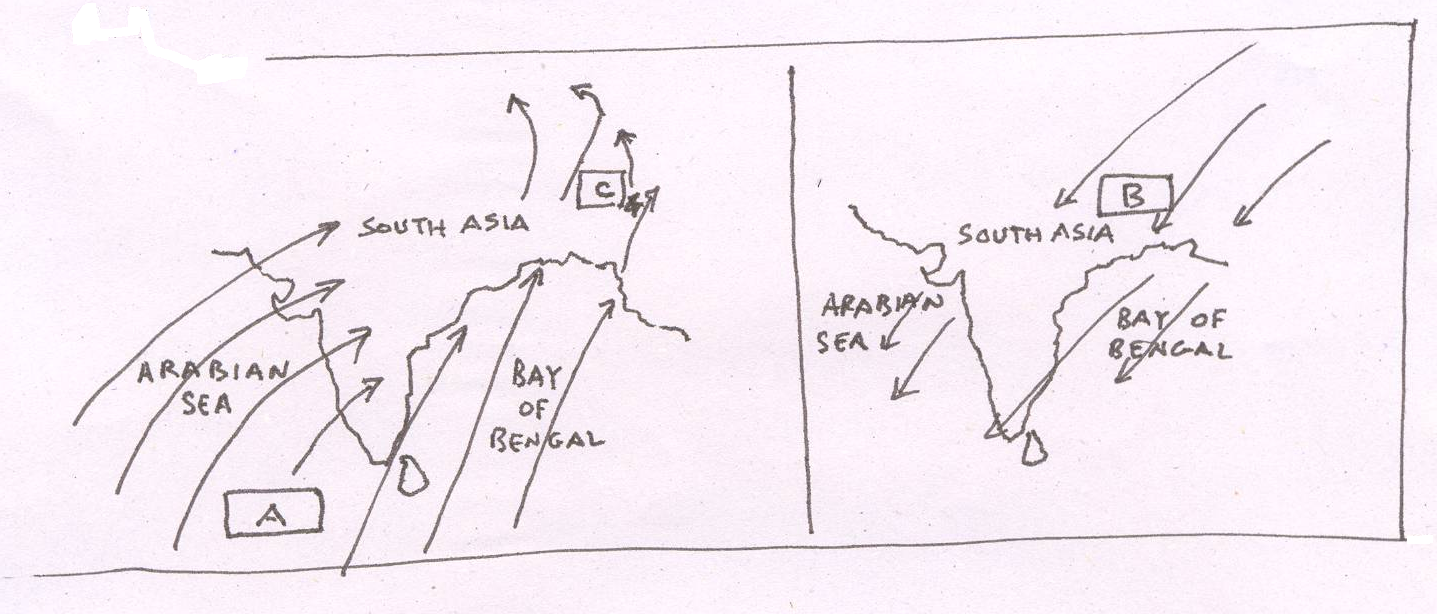 C
SOUTH ASIA
ARABIAN
SEA
BAY
OF
BENGAL
A
B
SOUTH ASIA
ARABIAN
SEA
BAY OF
BENGAL